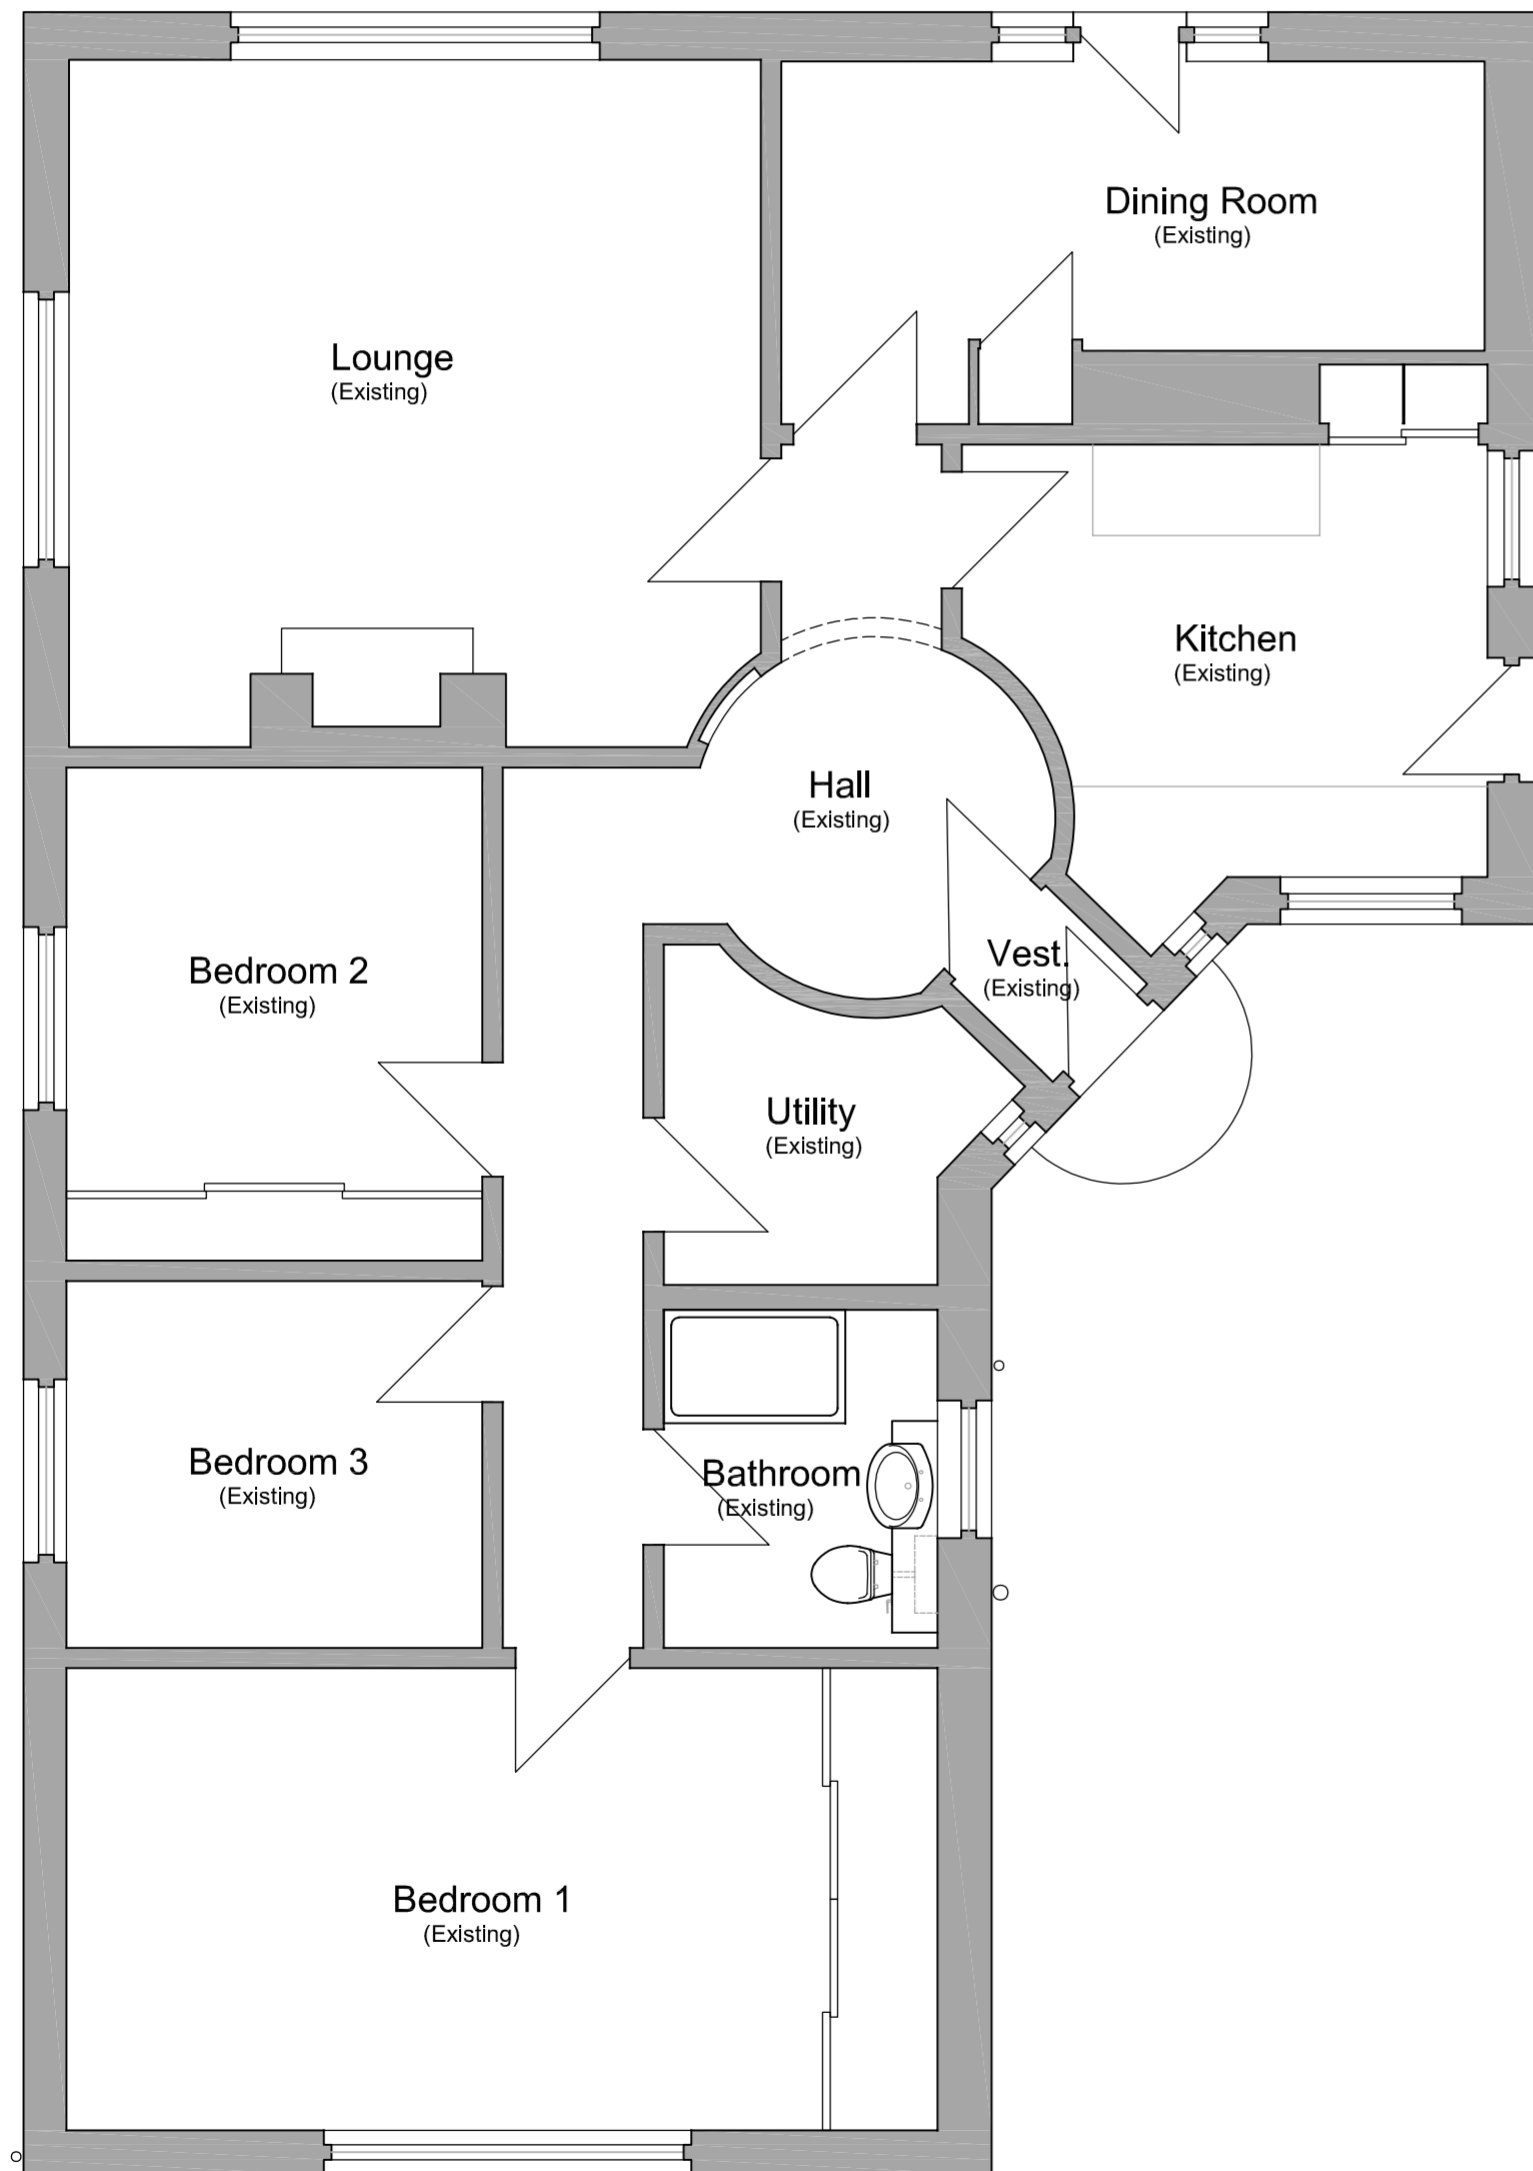 Dining Room
(Existing)
Lounge
(Existing)
Kitchen
(Existing)
Hall
(Existing)
Vest.
(Existing)
Bedroom 2
(Existing)
Utility
(Existing)
Bedroom 3
(Existing)
Bathroom
(Existing)
Bedroom 1
(Existing)